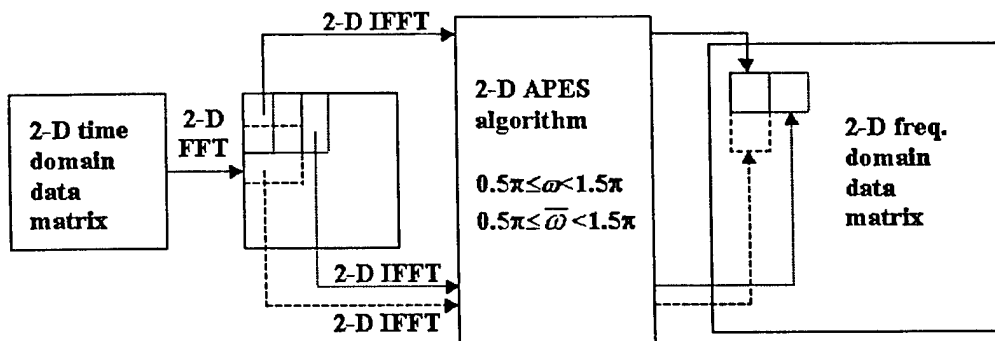 2-D time
domain
data
matrix
2-D
FFT
2-D IFFT
2-D IFFT
2-D IFFT
2-D APES
algorithm
0.5π≤ω<1.5π
0.5π≤ω̅<1.5π
2-D freq.
domain
data
matrix